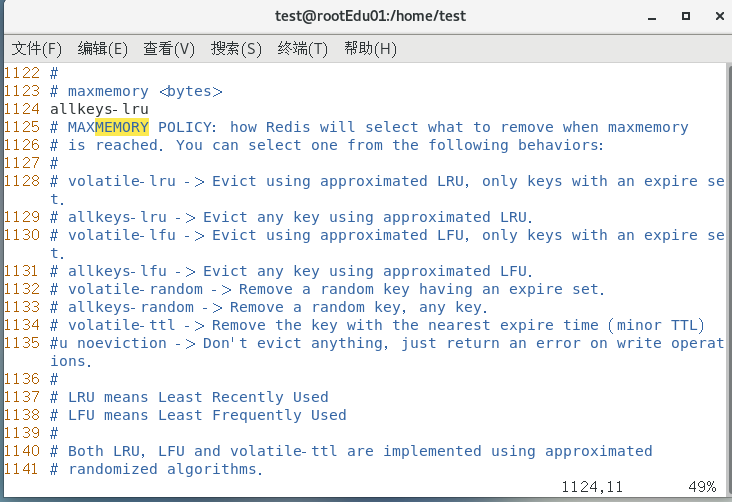 test@rootEdu01:/home/test
文件(F) 编辑(E) 查看(V) 搜索(S) 终端(T) 帮助(H)
1122 #
1123 # maxmemory <bytes>
1124 allkeys-lru
1125 # MAXMEMORY POLICY: how Redis will select what to remove when maxmemory
1126 # is reached. You can select one from the following behaviors:
1127 #
1128 # volatile-lru -> Evict using approximated LRU, only keys with an expire se
t.
1129 # allkeys-lru -> Evict any key using approximated LRU.
1130 # volatile-lfu -> Evict using approximated LFU, only keys with an expire se
t.
1131 # allkeys-lfu -> Evict any key using approximated LFU.
1132 # volatile-random -> Remove a random key having an expire set.
1133 # allkeys-random -> Remove a random key, any key.
1134 # volatile-ttl -> Remove the key with the nearest expire time (minor TTL)
1135 #u noeviction -> Don't evict anything, just return an error on write operat
ions.
1136 #
1137 # LRU means Least Recently Used
1138 # LFU means Least Frequently Used
1139 #
1140 # Both LRU, LFU and volatile-ttl are implemented using approximated
1141 # randomized algorithms.
1124,11 49%